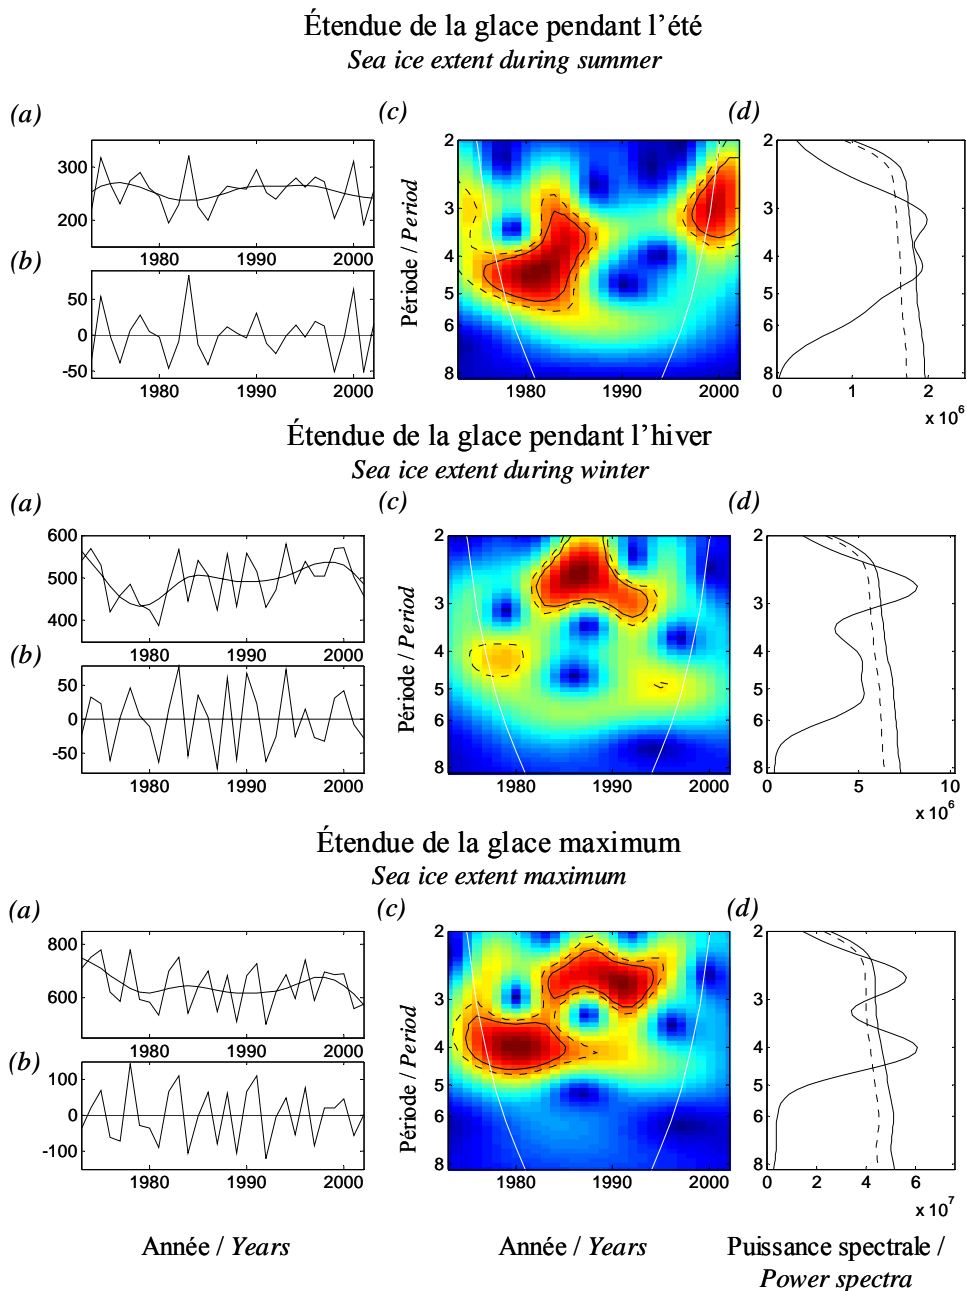 Étendue de la glace pendant l'été
Sea ice extent during summer
(a)
(c)
(d)
300
200
1980 1990 2000
(b)
50
0
-50
1980 1990 2000
Période / Period
2
3
4
5
6
8
1980 1990 2000
2
3
4
5
6
8
0 1 2
x 10^6
Étendue de la glace pendant l'hiver
Sea ice extent during winter
(a)
(c)
(d)
600
500
400
1980 1990 2000
(b)
50
0
-50
1980 1990 2000
Période / Period
2
3
4
5
6
8
1980 1990 2000
2
3
4
5
6
8
0 5 10
x 10^6
Étendue de la glace maximum
Sea ice extent maximum
(a)
(c)
(d)
800
600
1980 1990 2000
(b)
100
0
-100
1980 1990 2000
Période / Period
2
3
4
5
6
8
1980 1990 2000
2
3
4
5
6
8
0 2 4 6
x 10^7
Année / Years
Année / Years
Puissance spectrale /
Power spectra